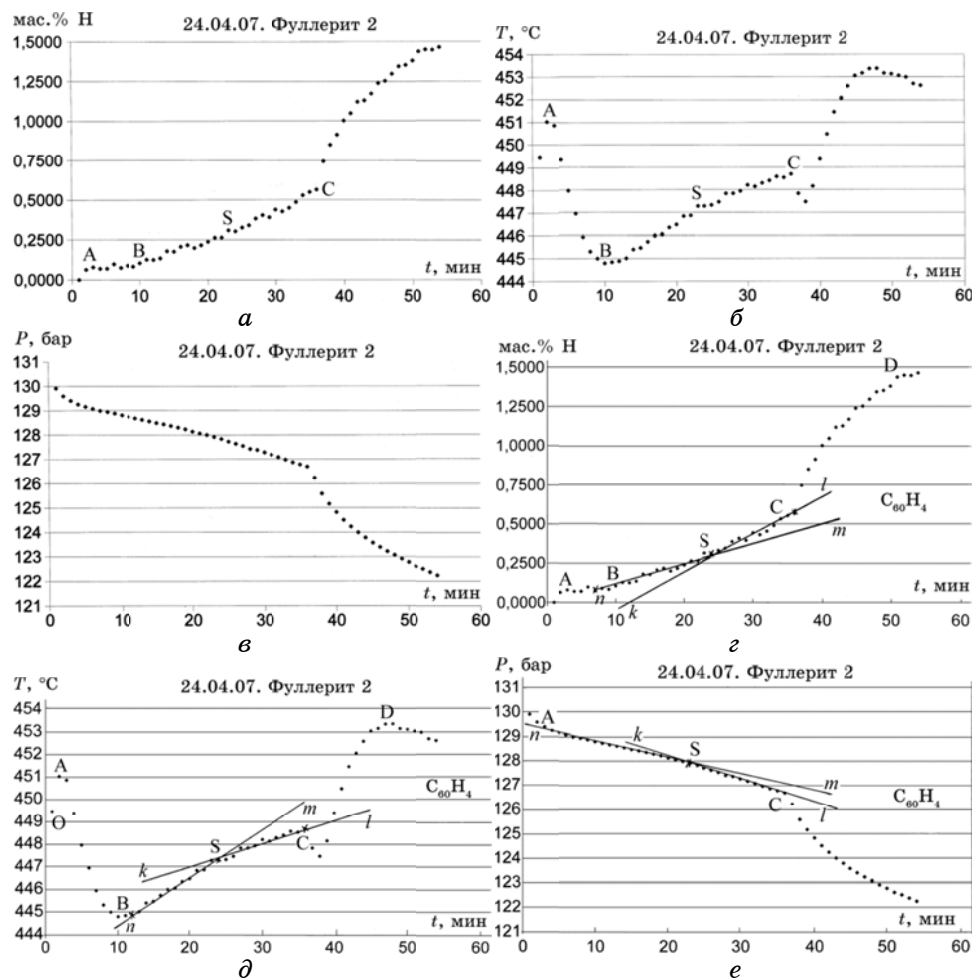 мас.% Н
24.04.07. Фуллерит 2
1,5000
1,2500
1,0000
0,7500
0,5000
0,2500
0,0000
A
B
S
C
t, мин
0
10
20
30
40
50
60
а
T, °C
24.04.07. Фуллерит 2
454
453
452
451
450
449
448
447
446
445
444
A
B
S
C
t, мин
0
10
20
30
40
50
60
б
P, бар
24.04.07. Фуллерит 2
131
130
129
128
127
126
125
124
123
122
121
t, мин
0
10
20
30
40
50
60
в
мас.% Н
24.04.07. Фуллерит 2
1,5000
1,2500
1,0000
0,7500
0,5000
0,2500
0,0000
D
l
C₆₀H₄
C
m
S
A
B
n
k
t, мин
0
10
20
30
40
50
60
г
T, °C
24.04.07. Фуллерит 2
454
453
452
451
450
449
448
447
446
445
444
D
A
C₆₀H₄
O
m
l
S
C
k
B
n
t, мин
0
10
20
30
40
50
60
д
P, бар
24.04.07. Фуллерит 2
131
130
129
128
127
126
125
124
123
122
121
A
n
k
S
m
C₆₀H₄
C
l
t, мин
0
10
20
30
40
50
60
е